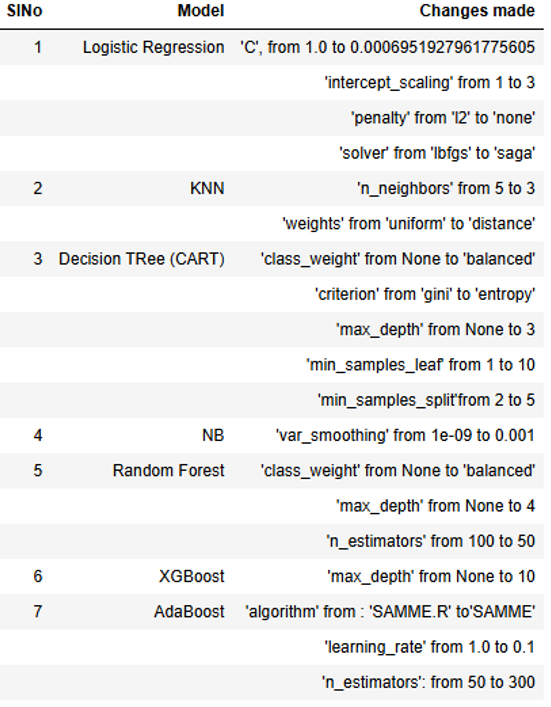 SlNo Model Changes made
1 Logistic Regression 'C', from 1.0 to 0.0006951927961775605
'intercept_scaling' from 1 to 3
'penalty' from 'l2' to 'none'
'solver' from 'lbfgs' to 'saga'
2 KNN 'n_neighbors' from 5 to 3
'weights' from 'uniform' to 'distance'
3 Decision TRee (CART) 'class_weight' from None to 'balanced'
'criterion' from 'gini' to 'entropy'
'max_depth' from None to 3
'min_samples_leaf' from 1 to 10
'min_samples_split'from 2 to 5
4 NB 'var_smoothing' from 1e-09 to 0.001
5 Random Forest 'class_weight' from None to 'balanced'
'max_depth' from None to 4
'n_estimators' from 100 to 50
6 XGBoost 'max_depth' from None to 10
7 AdaBoost 'algorithm' from : 'SAMME.R' to'SAMME'
'learning_rate' from 1.0 to 0.1
'n_estimators': from 50 to 300